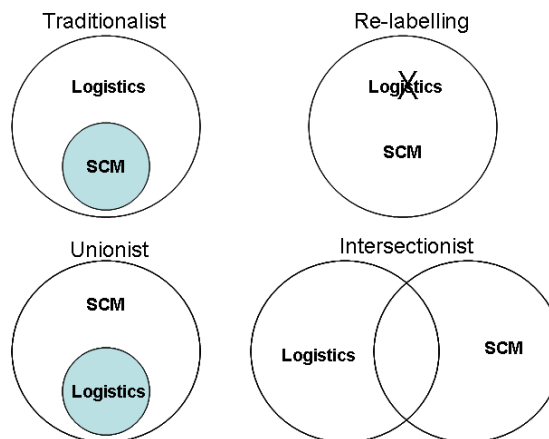 Traditionalist
Re-labelling
Logistics
SCM
Logistics
X
SCM
Unionist
Intersectionist
SCM
Logistics
Logistics
SCM